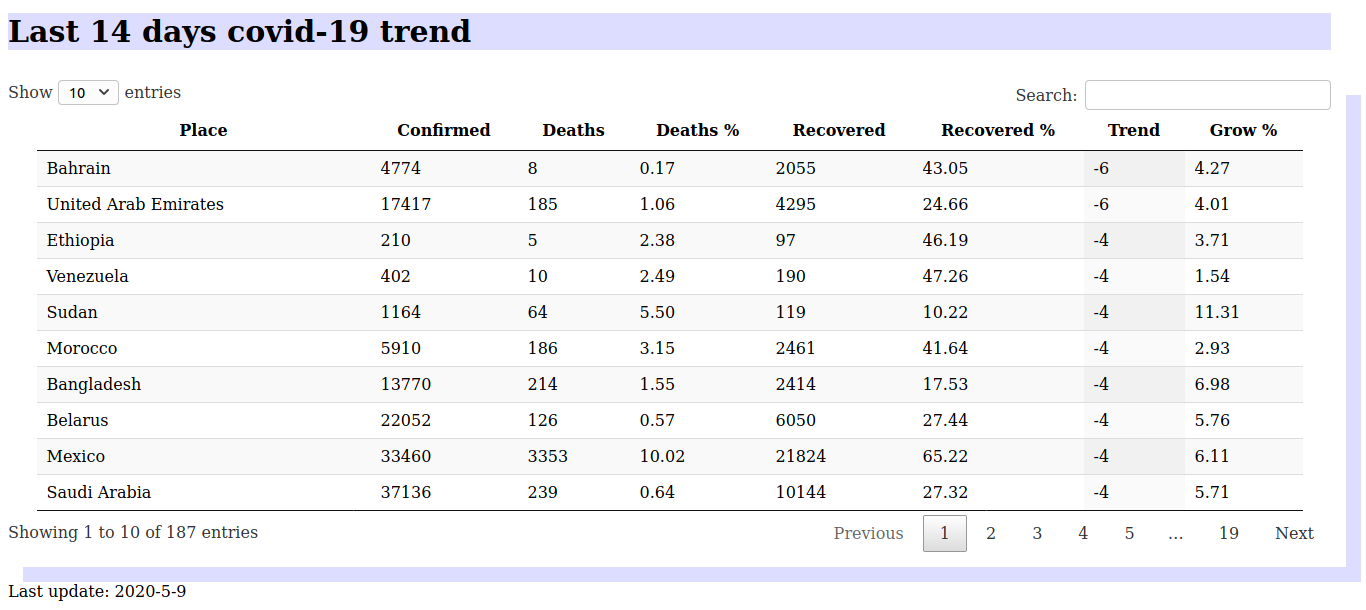 Last 14 days covid-19 trend
Show 10 entries
Search:
Place Confirmed Deaths Deaths % Recovered Recovered % Trend Grow %
Bahrain 4774 8 0.17 2055 43.05 -6 4.27
United Arab Emirates 17417 185 1.06 4295 24.66 -6 4.01
Ethiopia 210 5 2.38 97 46.19 -4 3.71
Venezuela 402 10 2.49 190 47.26 -4 1.54
Sudan 1164 64 5.50 119 10.22 -4 11.31
Morocco 5910 186 3.15 2461 41.64 -4 2.93
Bangladesh 13770 214 1.55 2414 17.53 -4 6.98
Belarus 22052 126 0.57 6050 27.44 -4 5.76
Mexico 33460 3353 10.02 21824 65.22 -4 6.11
Saudi Arabia 37136 239 0.64 10144 27.32 -4 5.71
Showing 1 to 10 of 187 entries
Previous 1 2 3 4 5 … 19 Next
Last update: 2020-5-9